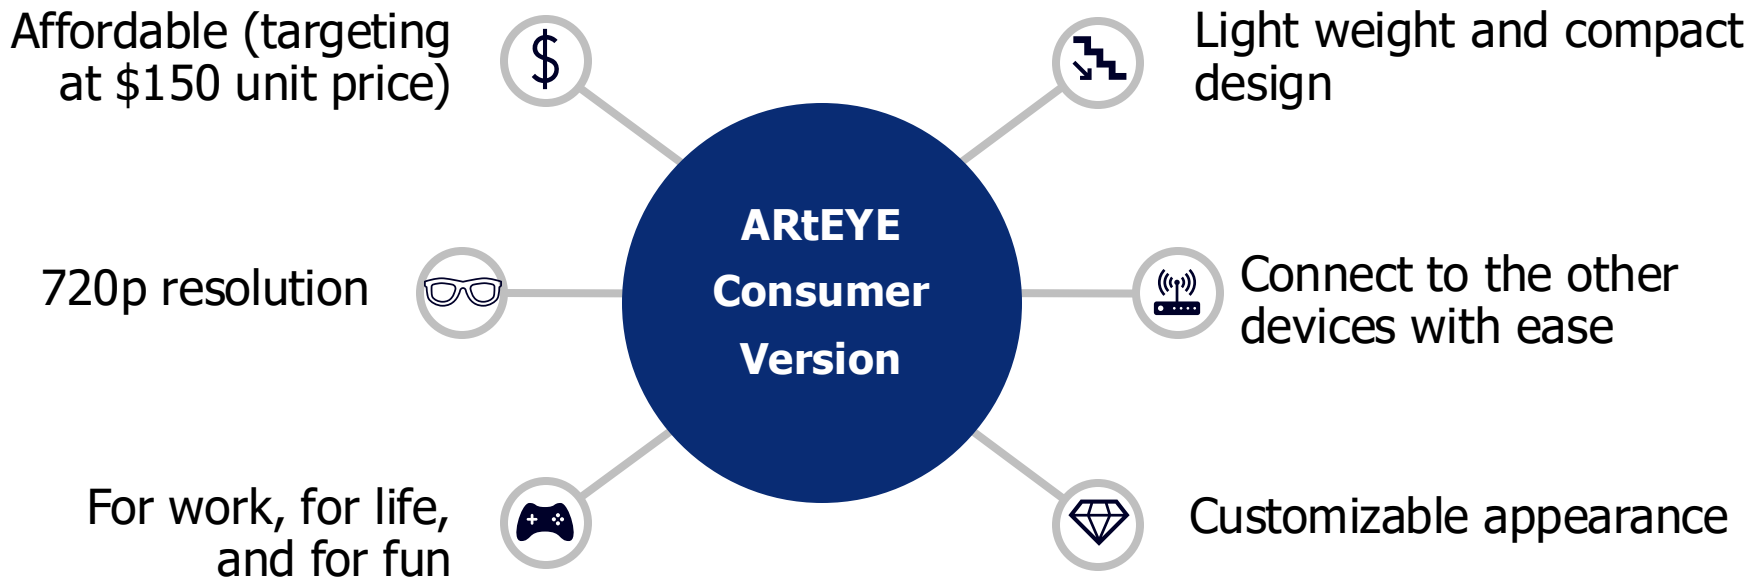 Affordable (targeting
at $150 unit price)
Light weight and compact
design
ARtEYE
Consumer
Version
720p resolution
Connect to the other
devices with ease
For work, for life,
and for fun
Customizable appearance